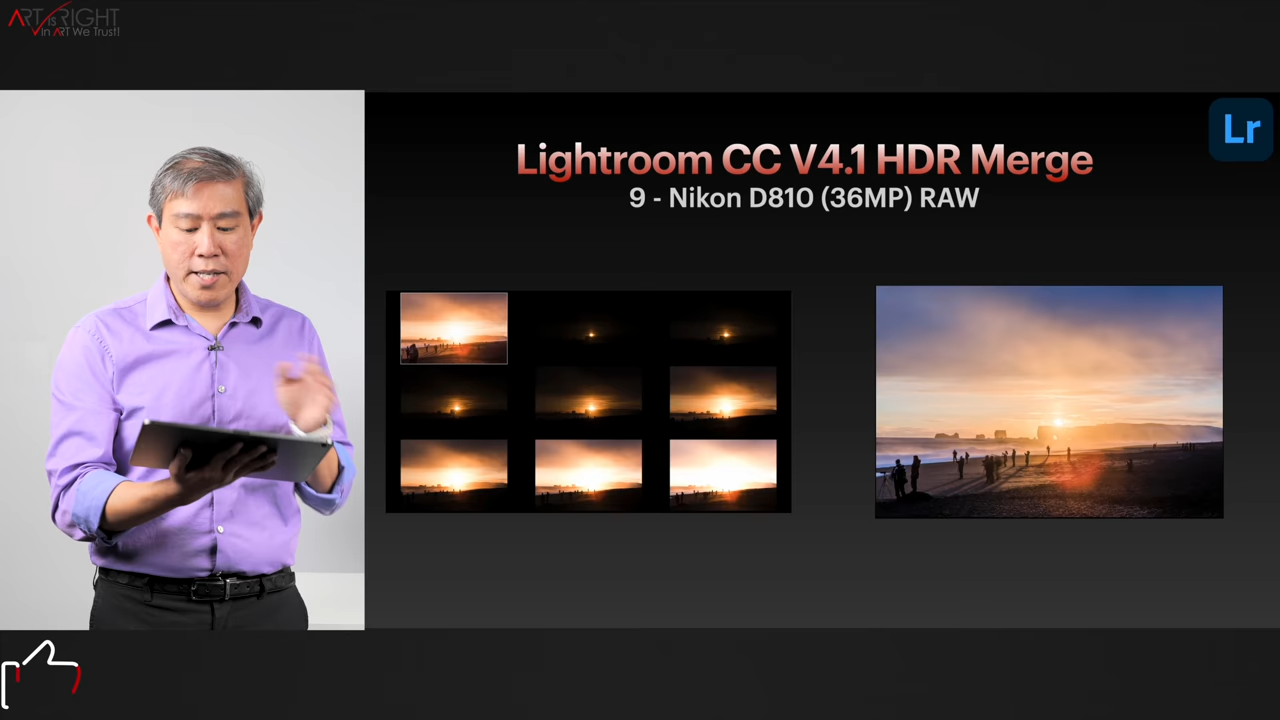 ART is RIGHT
In ART We Trust!
Lightroom CC V4.1 HDR Merge
9 - Nikon D810 (36MP) RAW
Lr